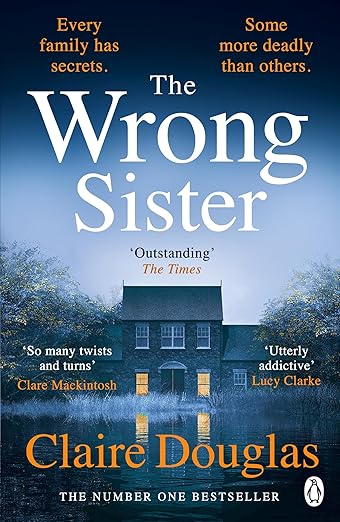 Every
family has
secrets.
Some
more deadly
than others.
The
Wrong
Sister
‘Outstanding’
The Times
‘So many twists
and turns’
Clare Mackintosh
‘Utterly
addictive’
Lucy Clarke
Claire Douglas
THE NUMBER ONE BESTSELLER